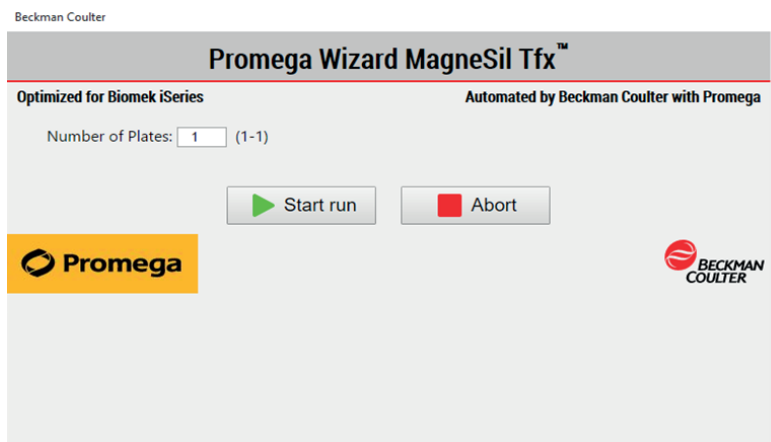 Beckman Coulter
Promega Wizard MagneSil Tfx™
Optimized for Biomek iSeries
Automated by Beckman Coulter with Promega
Number of Plates: 1 (1-1)
Start run
Abort
Promega
BECKMAN
COULTER